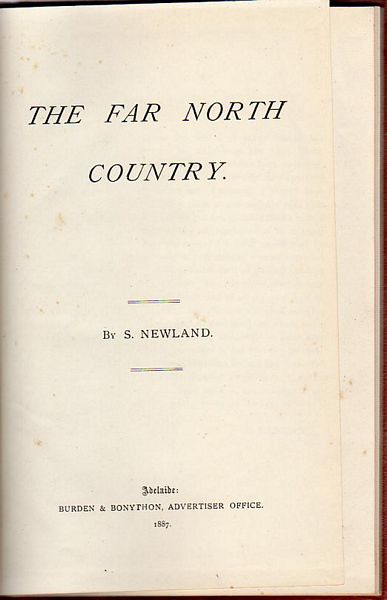 THE FAR NORTH
COUNTRY.
By S. NEWLAND.
Adelaide:
BURDEN & BONYTHON, ADVERTISER OFFICE.
1887.